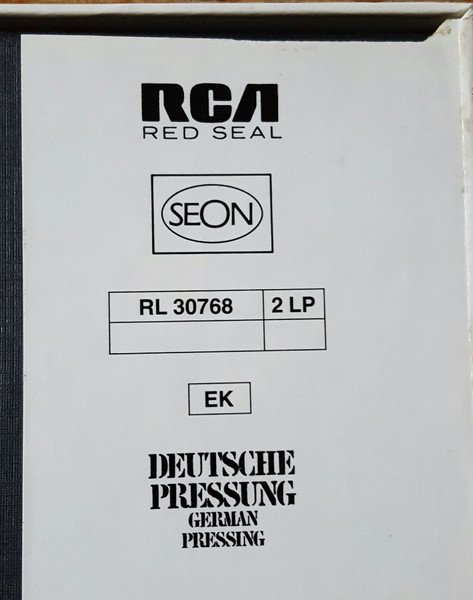 RCA
RED SEAL
SEON
RL 30768 2 LP
EK
DEUTSCHE
PRESSUNG
GERMAN
PRESSING